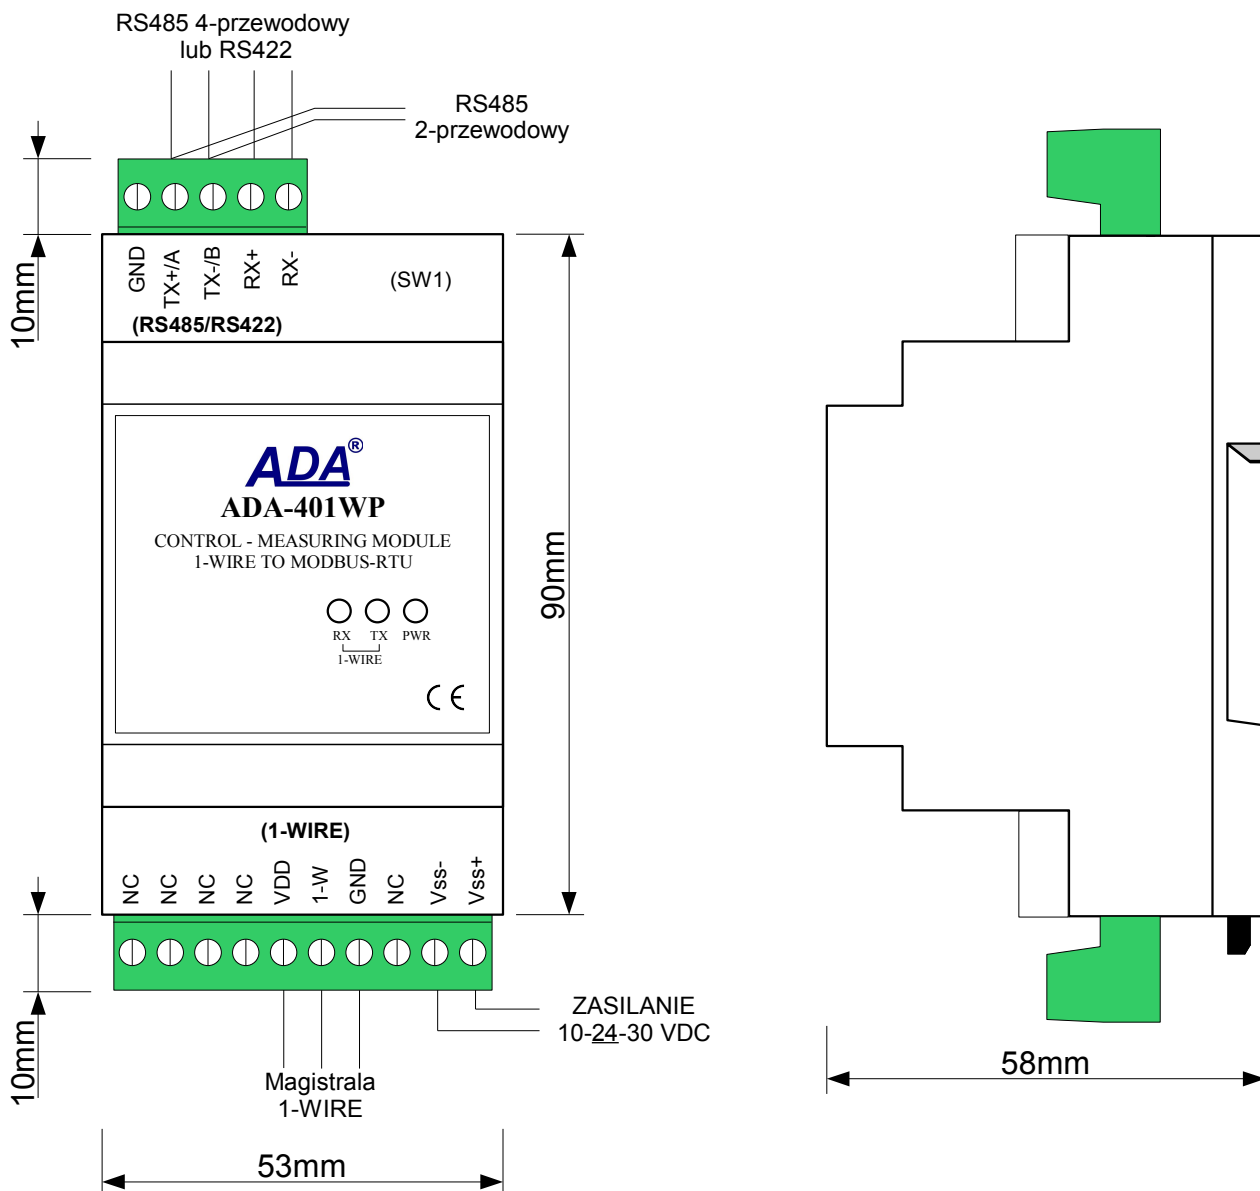 RS485 4-przewodowy
lub RS422
RS485
2-przewodowy
10mm
GND
TX+/A
TX-/B
RX+
RX-
(SW1)
(RS485/RS422)
ADA®
ADA-401WP
CONTROL - MEASURING MODULE
1-WIRE TO MODBUS-RTU
RX TX PWR
1-WIRE
CE
90mm
(1-WIRE)
NC
NC
NC
NC
VDD
1-W
GND
NC
Vss-
Vss+
10mm
ZASILANIE
10-24-30 VDC
Magistrala
1-WIRE
53mm
58mm